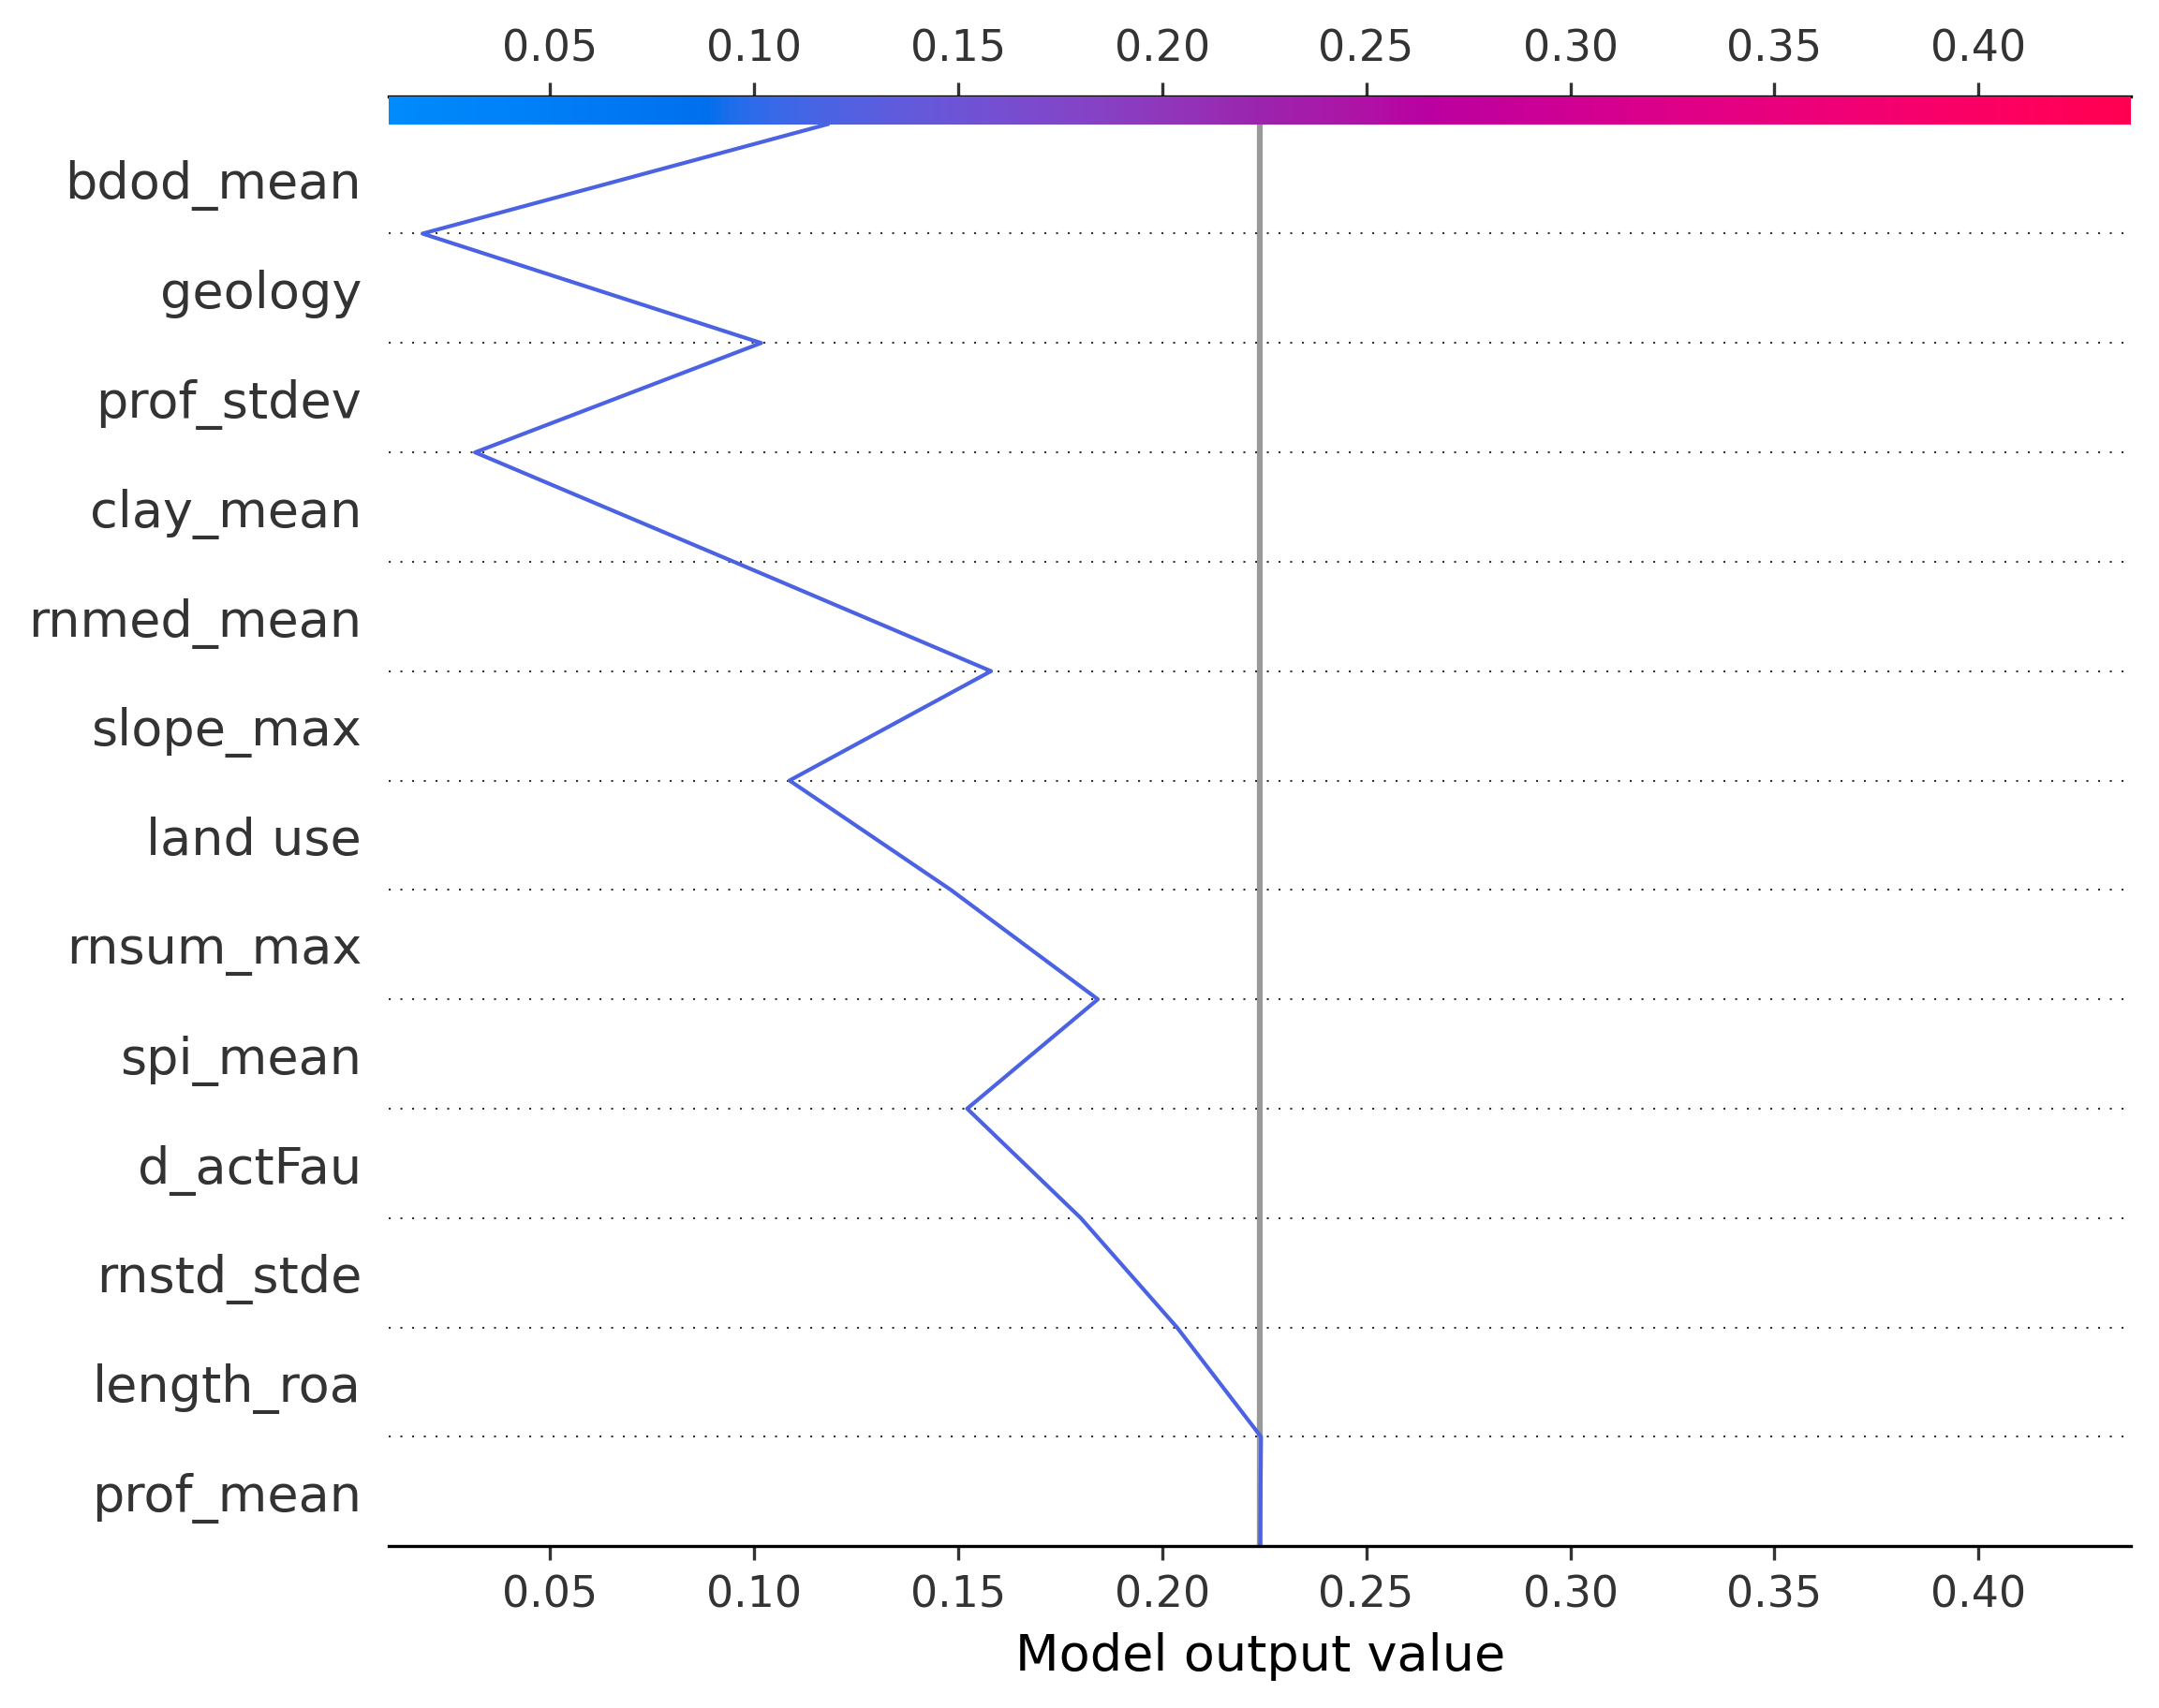 0.05 0.10 0.15 0.20 0.25 0.30 0.35 0.40
bdod_mean
geology
prof_stdev
clay_mean
rnmed_mean
slope_max
land use
rnsum_max
spi_mean
d_actFau
rnstd_stde
length_roa
prof_mean
0.05 0.10 0.15 0.20 0.25 0.30 0.35 0.40
Model output value